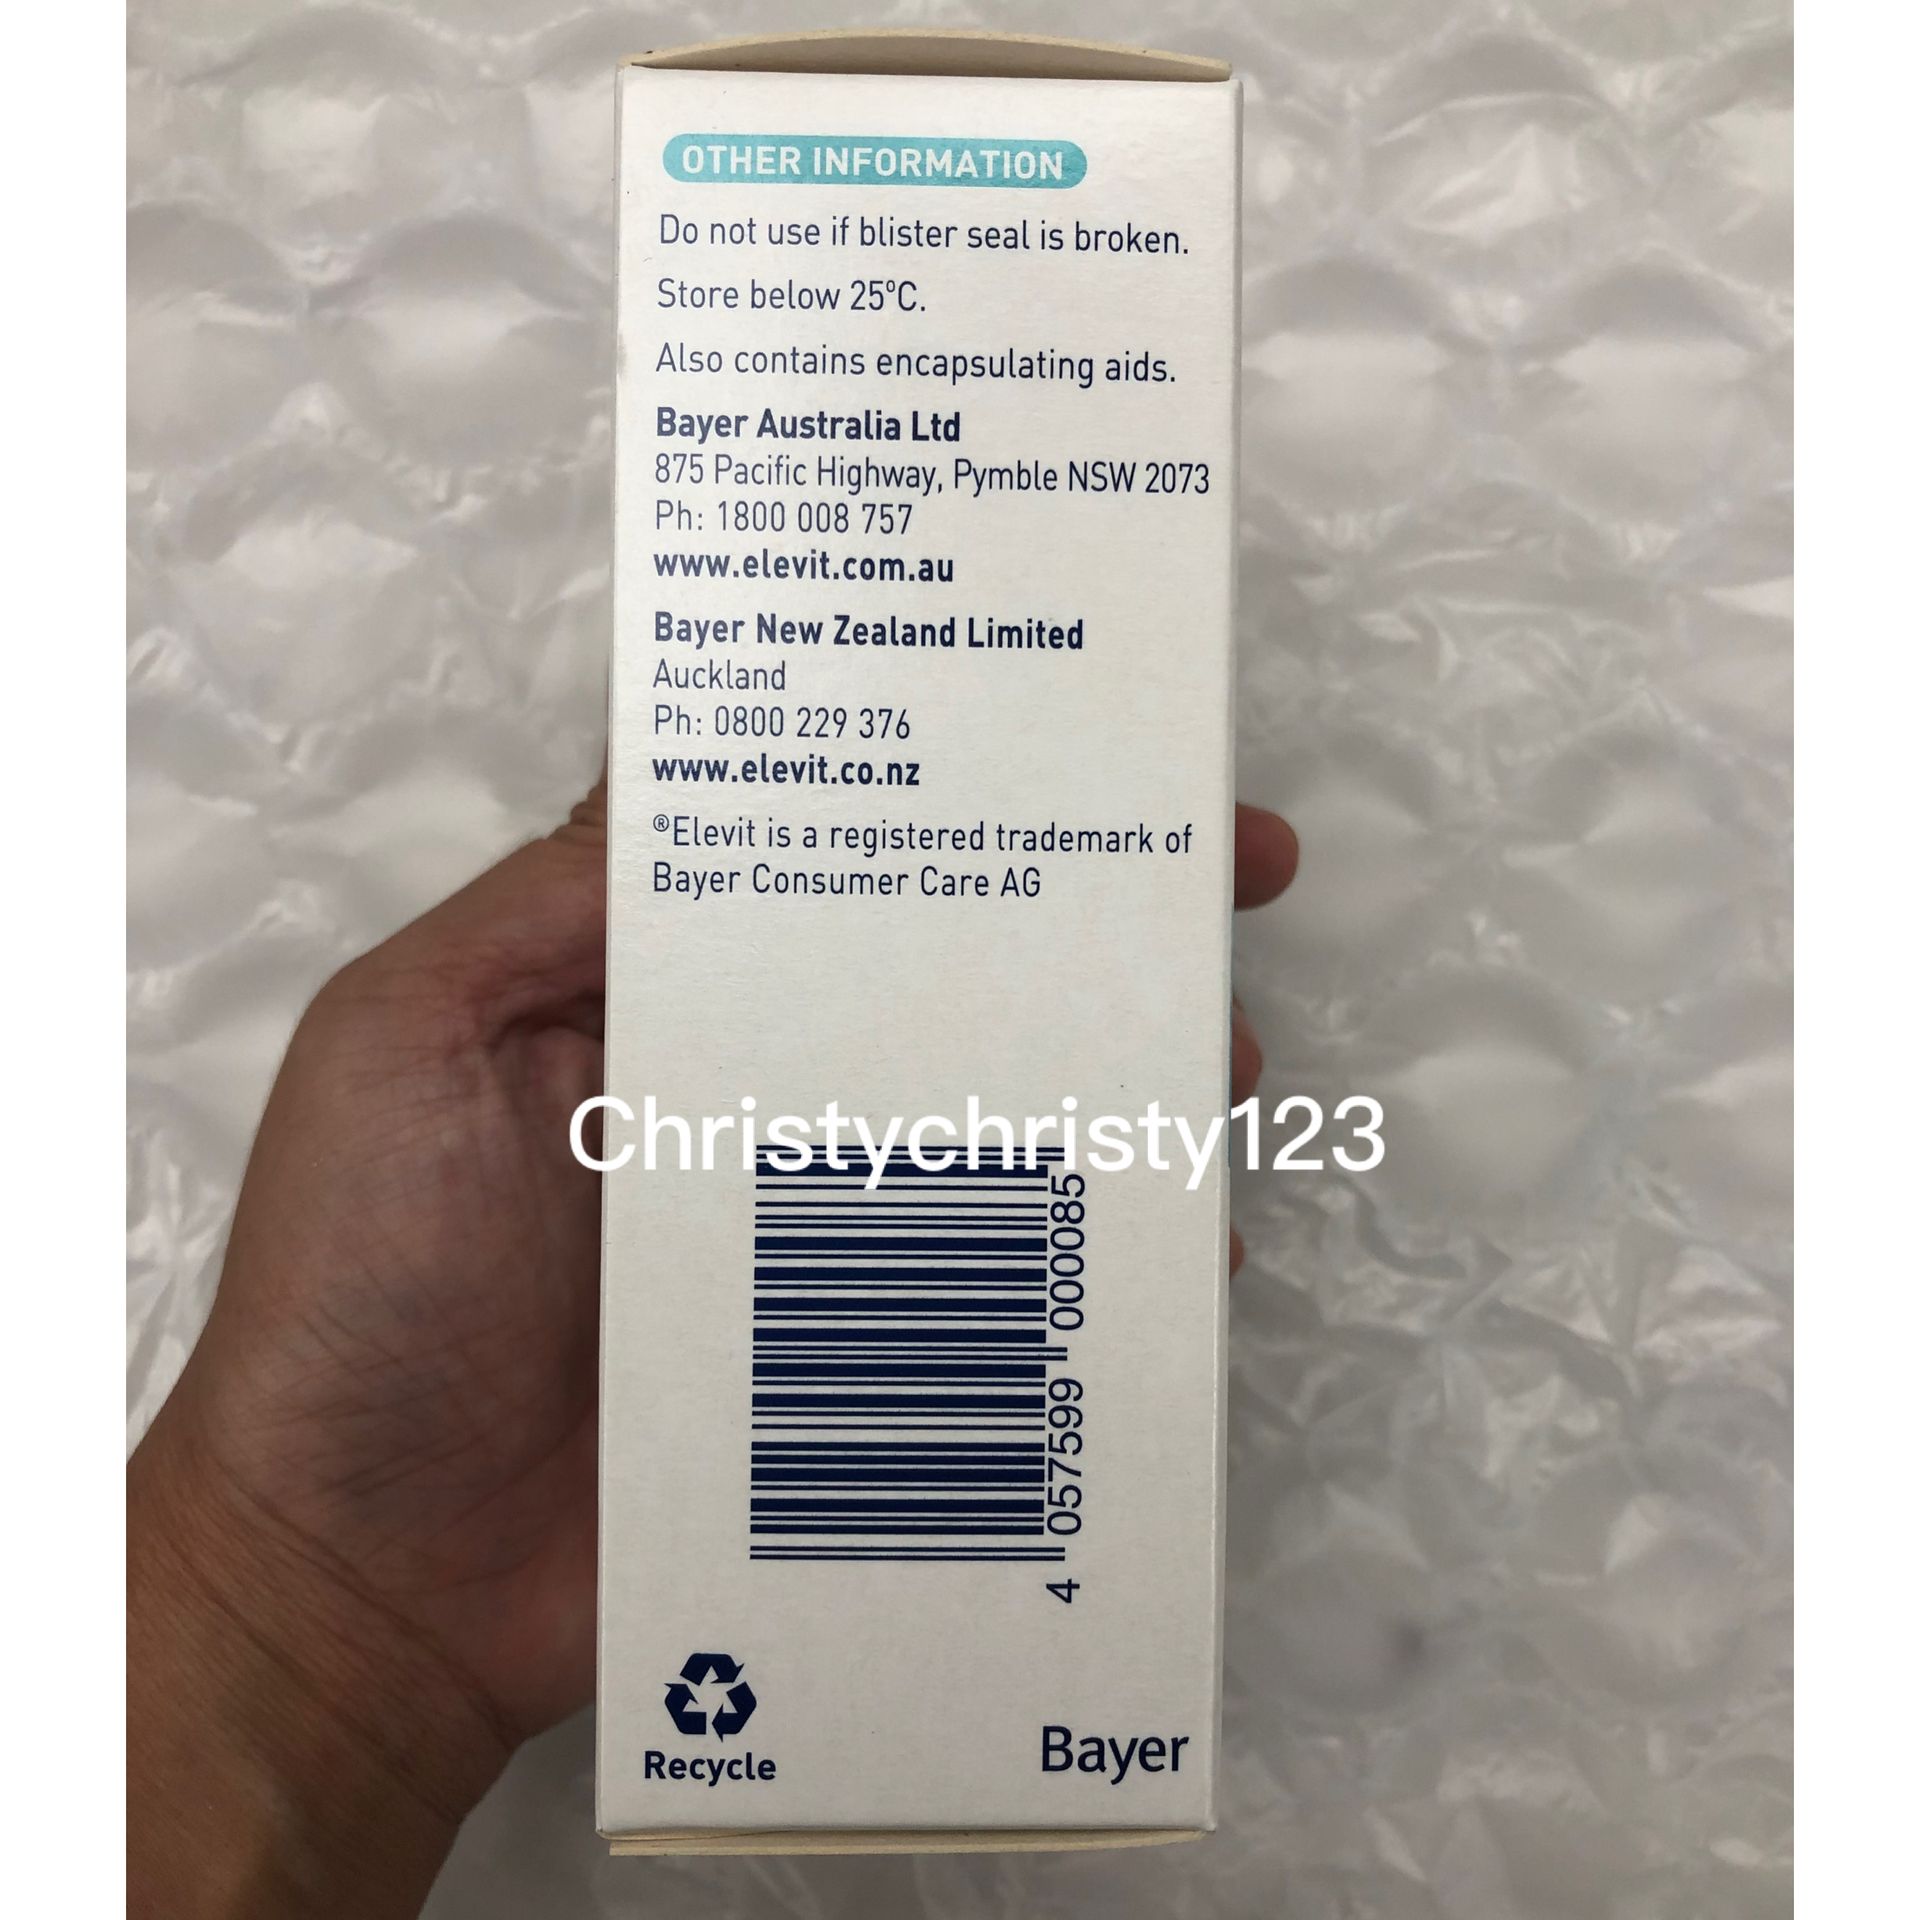 OTHER INFORMATION
Do not use if blister seal is broken.
Store below 25°C.
Also contains encapsulating aids.
Bayer Australia Ltd
875 Pacific Highway, Pymble NSW 2073
Ph: 1800 008 757
www.elevit.com.au
Bayer New Zealand Limited
Auckland
Ph: 0800 229 376
www.elevit.co.nz
®Elevit is a registered trademark of
Bayer Consumer Care AG
Christychristy123
4 057599 000085
Recycle
Bayer